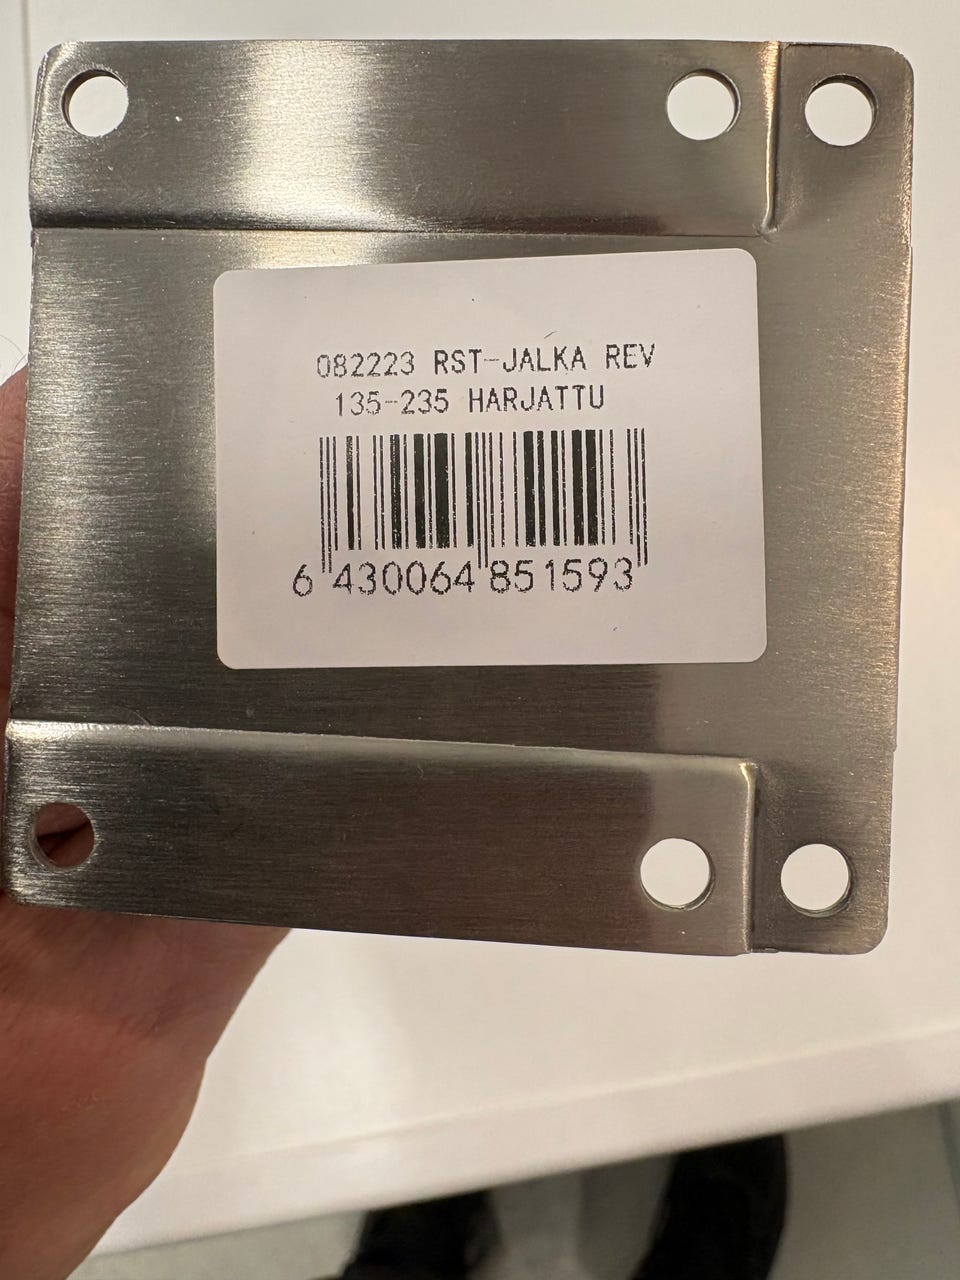 082223 RST-JALKA REV
135-235 HARJATTU
6 430064 851593